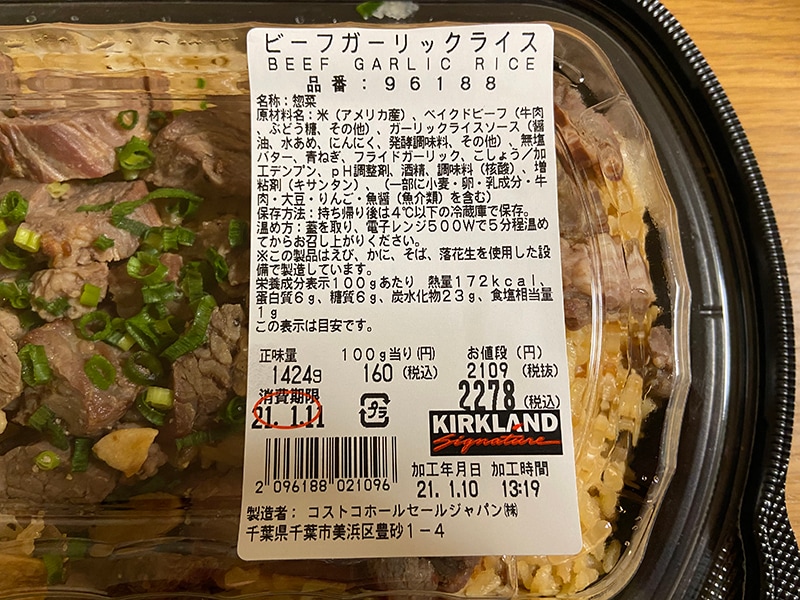 ビーフガーリックライス
BEEF GARLIC RICE
品番:96188
名称:惣菜
原材料名:米(アメリカ産)、ベイクドビーフ(牛肉
、ぶどう糖、その他)、ガーリックライスソース(醤
油、水あめ、にんにく、発酵調味料、その他)、無塩
バター、青ねぎ、フライドガーリック、こしょう/加
工デンプン、pH調整剤、酒精、調味料(核酸)、増
粘剤(キサンタン)、(一部に小麦・卵・乳成分・牛
肉・大豆・りんご・魚醤(魚介類)を含む)
保存方法:持ち帰り後は4℃以下の冷蔵庫で保存。
温め方:蓋を取り、電子レンジ500Wで5分程温め
てからお召し上がりください。
※この製品はえび、かに、そば、落花生を使用した設
備で製造しています。
栄養成分表示100gあたり 熱量172kcal、
蛋白質6g、糖質6g、炭水化物23g、食塩相当量
1g
この表示は目安です。
正味量 100g当り(円) お値段(円)
1424g 160(税込) 2109(税抜)
消費期限 2278(税込)
21. 1.11 プラ
KIRKLAND
Signature
2 096188 021096
加工年月日 加工時間
21. 1.10 13:19
製造者: コストコホールセールジャパン㈱
千葉県千葉市美浜区豊砂1-4